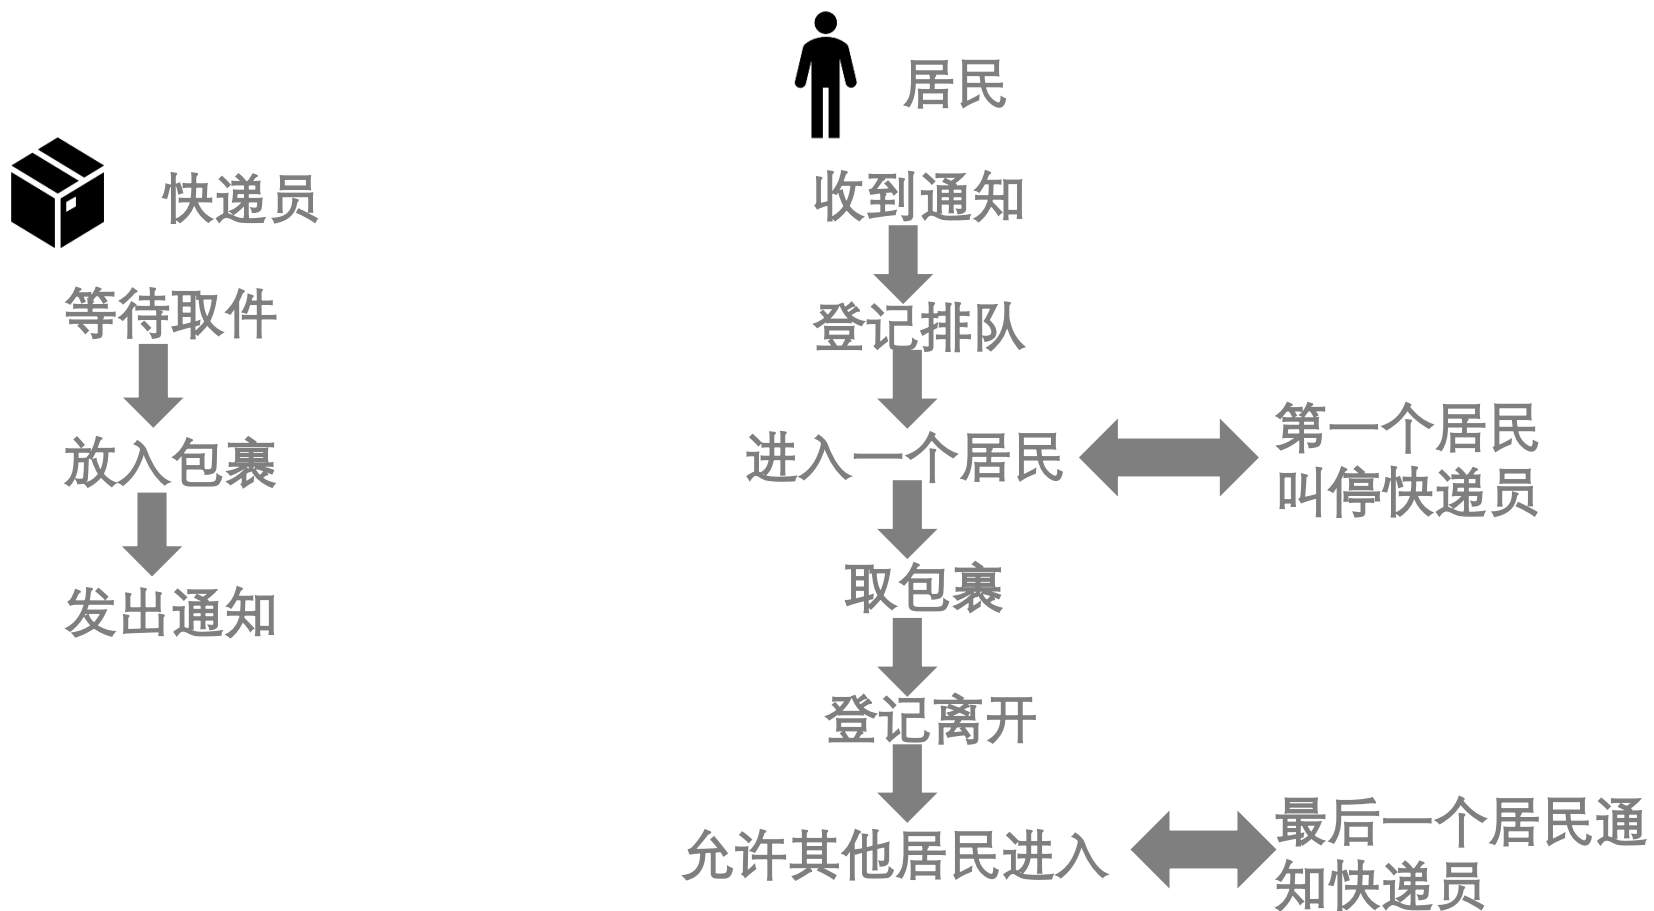 快递员
等待取件
放入包裹
发出通知
居民
收到通知
登记排队
进入一个居民
第一个居民
叫停快递员
取包裹
登记离开
允许其他居民进入
最后一个居民通
知快递员